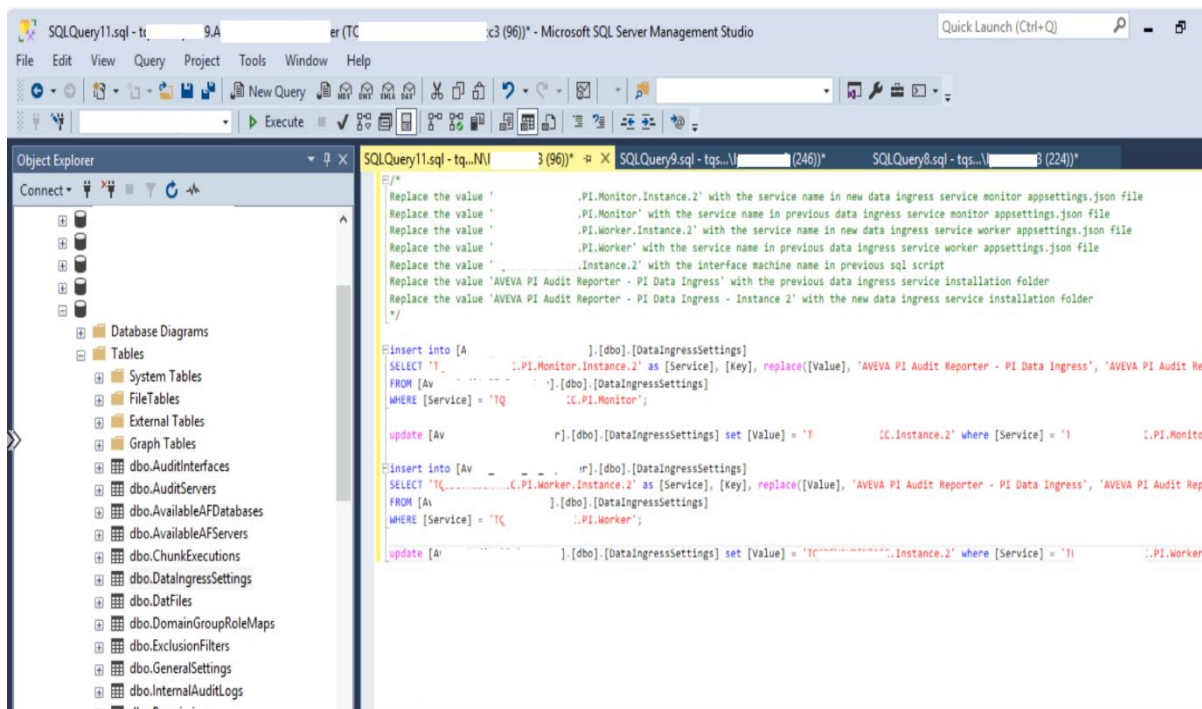 SQLQuery11.sql - tq 9.A er (TC :c3 (96))* - Microsoft SQL Server Management Studio
Quick Launch (Ctrl+Q)
File Edit View Query Project Tools Window Help
New Query
Execute
Object Explorer
SQLQuery11.sql - tq...N\I 3 (96))*
SQLQuery9.sql - tqs...\I (246))*
SQLQuery8.sql - tqs...\I 3 (224))*
Connect
/*
Replace the value ' .PI.Monitor.Instance.2' with the service name in new data ingress service monitor appsettings.json file
Replace the value ' .PI.Monitor' with the service name in previous data ingress service monitor appsettings.json file
Replace the value ' .PI.Worker.Instance.2' with the service name in new data ingress service worker appsettings.json file
Replace the value ' .PI.Worker' with the service name in previous data ingress service worker appsettings.json file
Replace the value ' .Instance.2' with the interface machine name in previous sql script
Replace the value 'AVEVA PI Audit Reporter - PI Data Ingress' with the previous data ingress service installation folder
Replace the value 'AVEVA PI Audit Reporter - PI Data Ingress - Instance 2' with the new data ingress service installation folder
*/
insert into [A ].[dbo].[DataIngressSettings]
SELECT 'T .PI.Monitor.Instance.2' as [Service], [Key], replace([Value], 'AVEVA PI Audit Reporter - PI Data Ingress', 'AVEVA PI Audit Re
FROM [Av ].[dbo].[DataIngressSettings]
WHERE [Service] = 'TQ CC.PI.Monitor';
update [Av r].[dbo].[DataIngressSettings] set [Value] = 'T CC.Instance.2' where [Service] = 'T C.PI.Monito
insert into [Av er].[dbo].[DataIngressSettings]
SELECT 'TQ C.PI.Worker.Instance.2' as [Service], [Key], replace([Value], 'AVEVA PI Audit Reporter - PI Data Ingress', 'AVEVA PI Audit Rep
FROM [Av ].[dbo].[DataIngressSettings]
WHERE [Service] = 'TQ .PI.Worker';
update [A ].[dbo].[DataIngressSettings] set [Value] = 'TQ .Instance.2' where [Service] = 'T .PI.Worker
Database Diagrams
Tables
System Tables
FileTables
External Tables
Graph Tables
dbo.AuditInterfaces
dbo.AuditServers
dbo.AvailableAFDatabases
dbo.AvailableAFServers
dbo.ChunkExecutions
dbo.DataIngressSettings
dbo.DatFiles
dbo.DomainGroupRoleMaps
dbo.ExclusionFilters
dbo.GeneralSettings
dbo.InternalAuditLogs